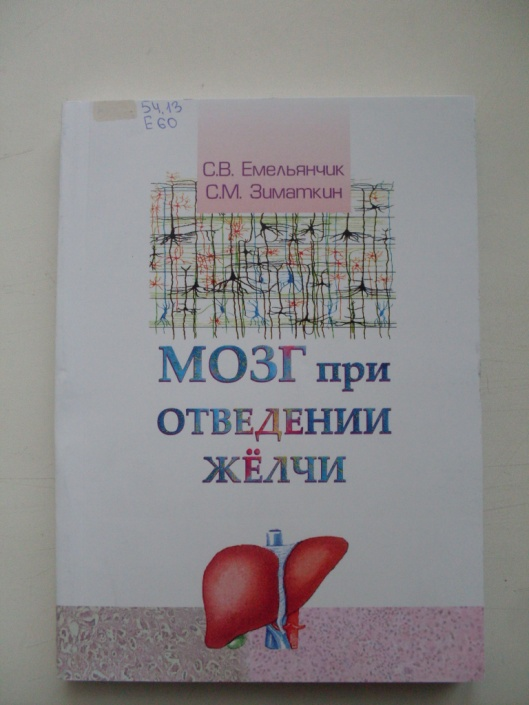 54.13
Е60
С.В. Емельянчик
С.М. Зиматкин
МОЗГ при
ОТВЕДЕНИИ
ЖЁЛЧИ